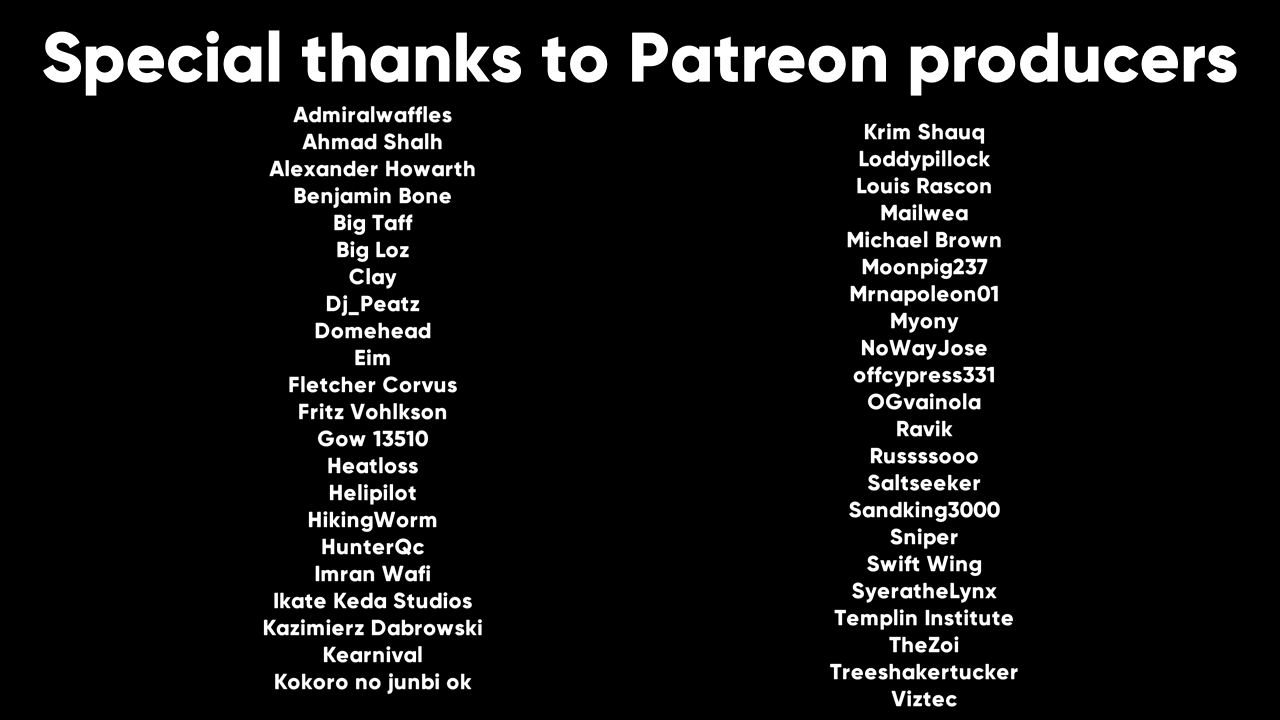 Special thanks to Patreon producers
Admiralwaffles
Ahmad Shalh
Alexander Howarth
Benjamin Bone
Big Taff
Big Loz
Clay
Dj_Peatz
Domehead
Eim
Fletcher Corvus
Fritz Vohlkson
Gow 13510
Heatloss
Helipilot
HikingWorm
HunterQc
Imran Wafi
Ikate Keda Studios
Kazimierz Dabrowski
Kearnival
Kokoro no junbi ok
Krim Shauq
Loddypillock
Louis Rascon
Mailwea
Michael Brown
Moonpig237
Mrnapoleon01
Myony
NoWayJose
offcypress331
OGvainola
Ravik
Russssooo
Saltseeker
Sandking3000
Sniper
Swift Wing
SyeratheLynx
Templin Institute
TheZoi
Treeshakertucker
Viztec